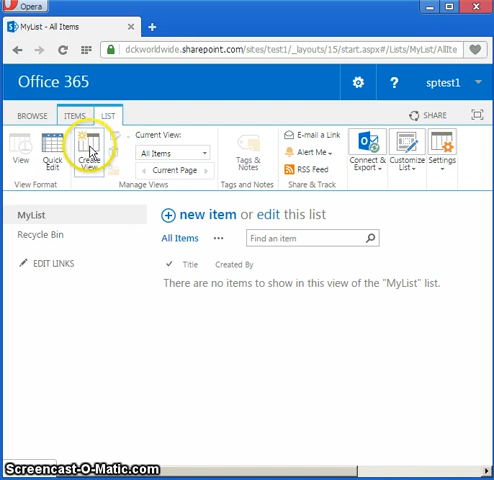 Opera
MyList - All Items
dckworldwide.sharepoint.com/sites/test1/_layouts/15/start.aspx#/Lists/MyList/AllIte
Office 365
?
sptest1
BROWSE
ITEMS
LIST
SHARE
View
Quick Edit
Create View
Current View:
All Items
Current Page
Tags & Notes
E-mail a Link
Alert Me
RSS Feed
Connect & Export
Customize List
Settings
View Format
Manage Views
Tags and Notes
Share & Track
MyList
Recycle Bin
EDIT LINKS
new item or edit this list
All Items
...
Find an item
Title
Created By
There are no items to show in this view of the "MyList" list.
Screencast-O-Matic.com